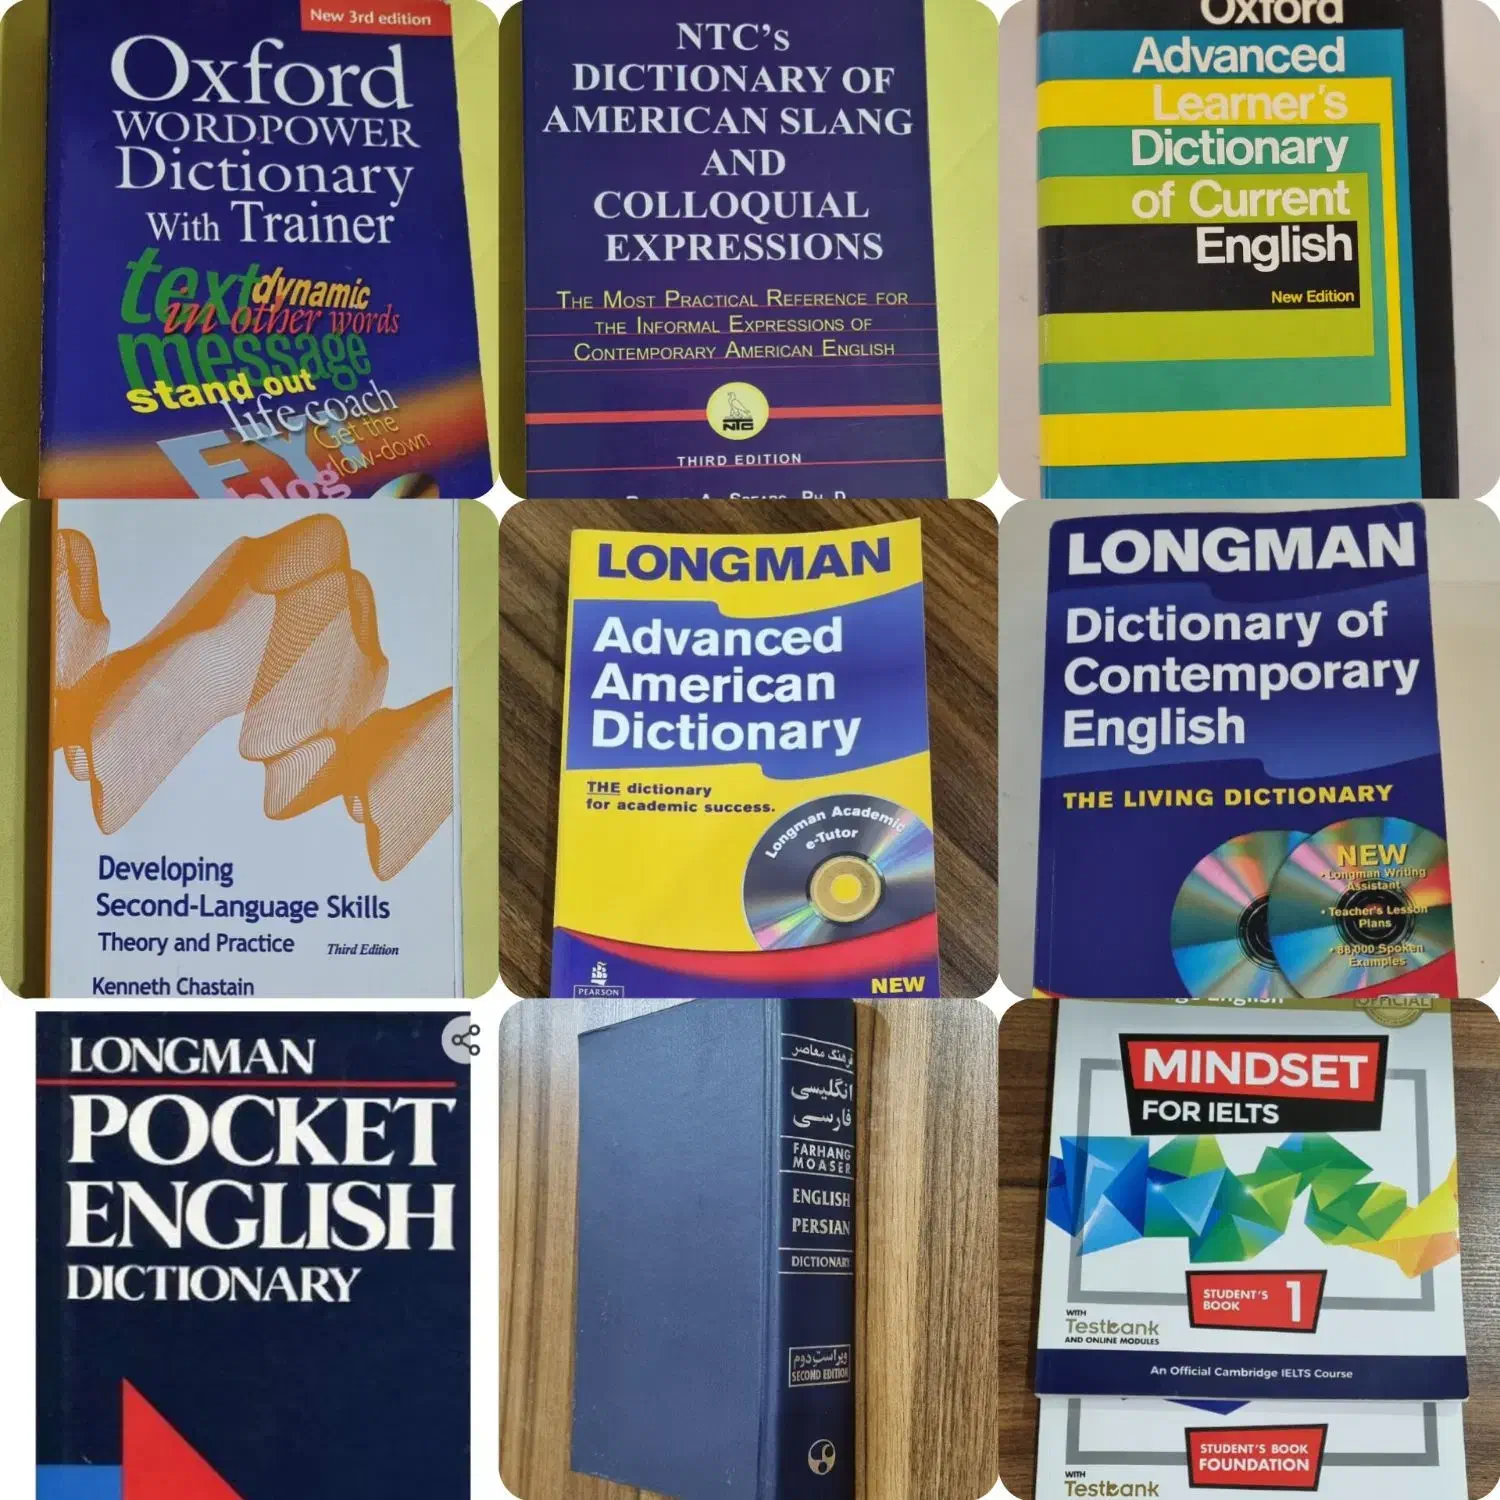 New 3rd edition
Oxford
WORDPOWER
Dictionary
With Trainer
text
dynamic
in other words
message
stand out
life coach
Get the
low-down
blog
NTC's
DICTIONARY OF
AMERICAN SLANG
AND
COLLOQUIAL
EXPRESSIONS
THE MOST PRACTICAL REFERENCE FOR
THE INFORMAL EXPRESSIONS OF
CONTEMPORARY AMERICAN ENGLISH
NTC
THIRD EDITION
Oxford
Advanced
Learner's
Dictionary
of Current
English
New Edition
Developing
Second-Language Skills
Theory and Practice Third Edition
Kenneth Chastain
LONGMAN
Advanced
American
Dictionary
THE dictionary
for academic success.
Longman Academic
e-Tutor
PEARSON
NEW
LONGMAN
Dictionary of
Contemporary
English
THE LIVING DICTIONARY
NEW
• Longman Writing
Assistant
• Teacher's Lesson
Plans
• 88,000 Spoken
Examples
LONGMAN
POCKET
ENGLISH
DICTIONARY
فرهنگ معاصر
انگلیسی
فارسی
FARHANG
MOASER
ENGLISH
PERSIAN
DICTIONARY
ویراست دوم
SECOND EDITION
English
OFFICIAL
MINDSET
FOR IELTS
STUDENT'S
BOOK 1
WITH
Testbank
AND ONLINE MODULES
An Official Cambridge IELTS Course
STUDENT'S BOOK
FOUNDATION
WITH
Testbank